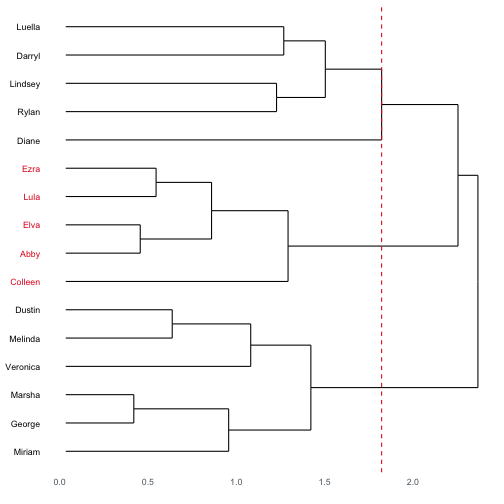 Luella
Darryl
Lindsey
Rylan
Diane
Ezra
Lula
Elva
Abby
Colleen
Dustin
Melinda
Veronica
Marsha
George
Miriam
0.0 0.5 1.0 1.5 2.0